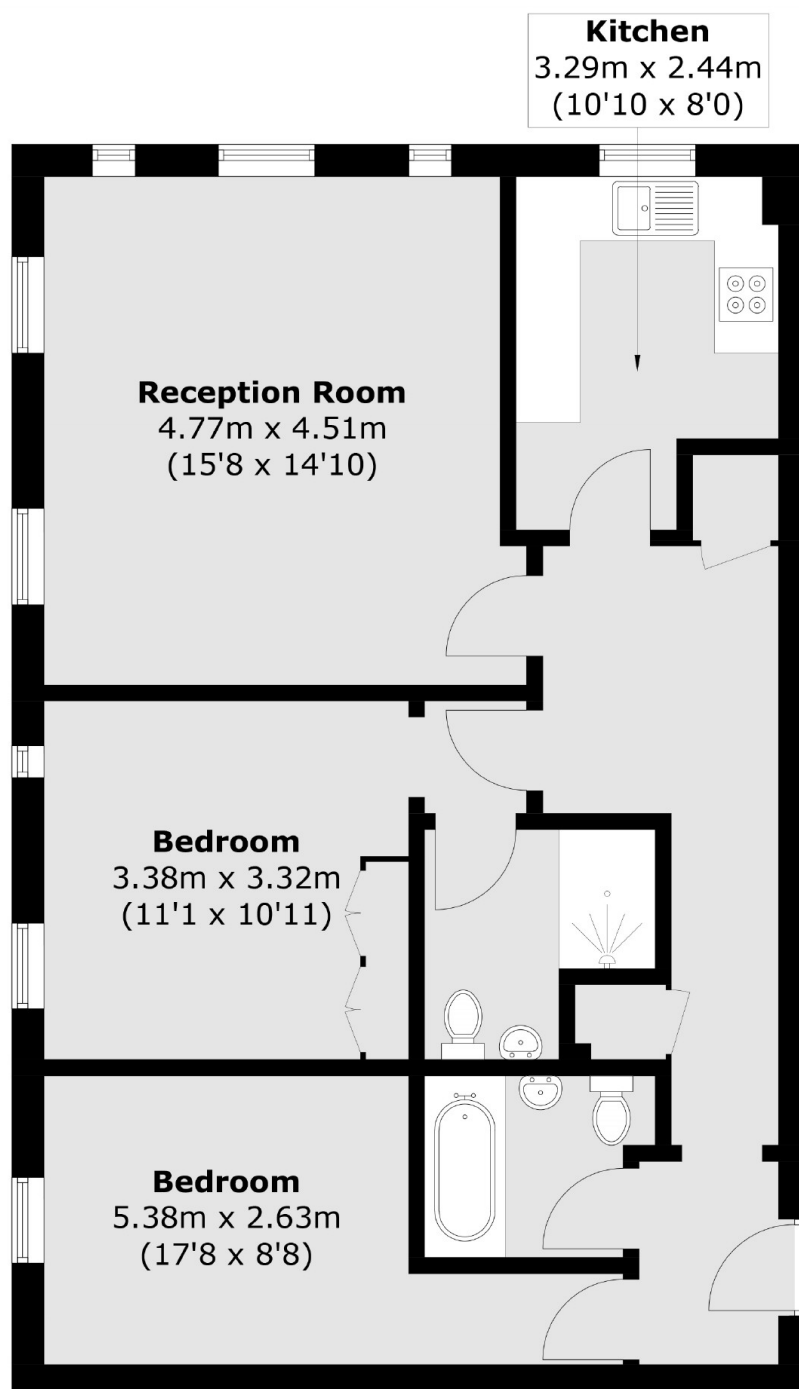 Kitchen
3.29m x 2.44m
(10'10 x 8'0)
Reception Room
4.77m x 4.51m
(15'8 x 14'10)
Bedroom
3.38m x 3.32m
(11'1 x 10'11)
Bedroom
5.38m x 2.63m
(17'8 x 8'8)